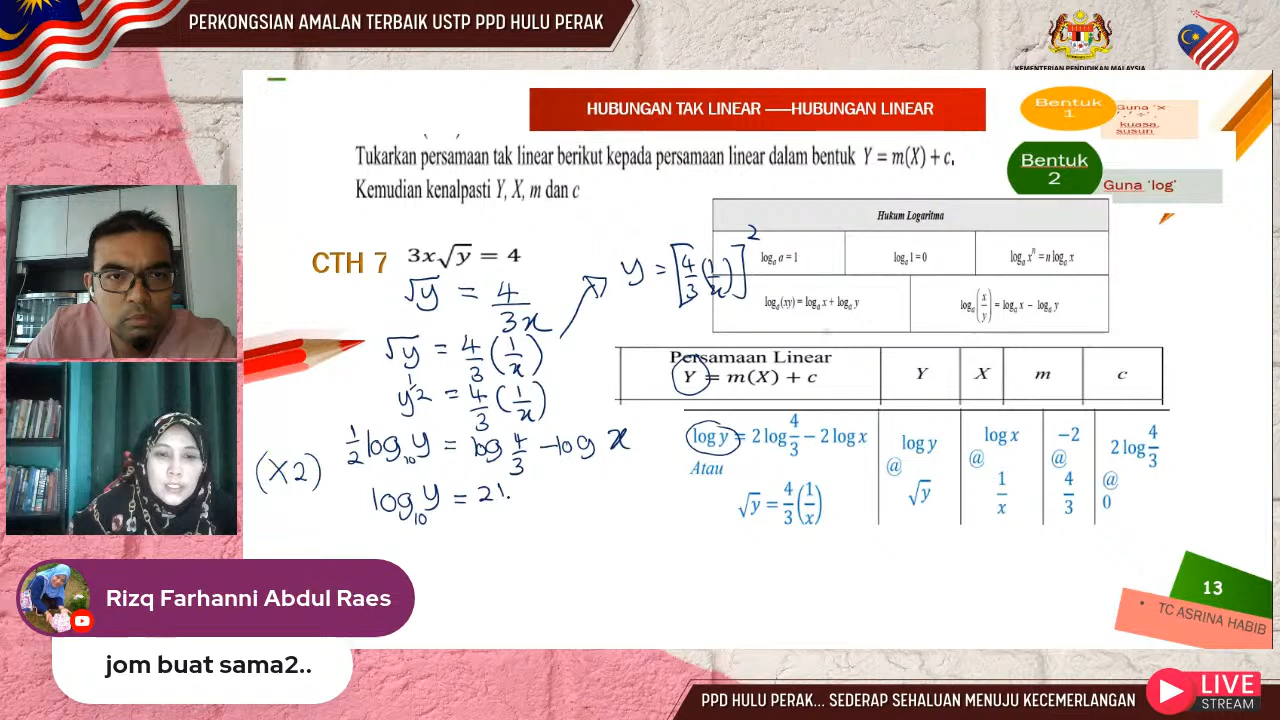 PERKONGSIAN AMALAN TERBAIK USTP PPD HULU PERAK
KEMENTERIAN PENDIDIKAN MALAYSIA
HUBUNGAN TAK LINEAR ——HUBUNGAN LINEAR
Bentuk
1
Guna 'x
kuasa,
susun
Bentuk
2
Guna 'log'
Tukarkan persamaan tak linear berikut kepada persamaan linear dalam bentuk Y = m(X) + c.
Kemudian kenalpasti Y, X, m dan c
Hukum Logaritma
logₐ a = 1
logₐ 1 = 0
logₐ xⁿ = n logₐ x
logₐ(xy) = logₐ x + logₐ y
logₐ(x/y) = logₐ x − logₐ y
CTH 7
3x√y = 4
√y = 4/3x
√y = 4/3 (1/x)
y^1/2 = 4/3 (1/x)
1/2 log₁₀ y = log 4/3 − log x
(×2)
log₁₀ y = 2
y = [4/3 (1/x)]²
Persamaan Linear
Y = m(X) + c
Y X m c
log y = 2 log 4/3 − 2 log x
Atau
√y = 4/3 (1/x)
log y
@
√y
log x
@
1/x
-2
@
4/3
2 log 4/3
@
0
13
• TC ASRINA HABIB
Rizq Farhanni Abdul Raes
jom buat sama2..
PPD HULU PERAK... SEDERAP SEHALUAN MENUJU KECEMERLANGAN
LIVE
STREAM